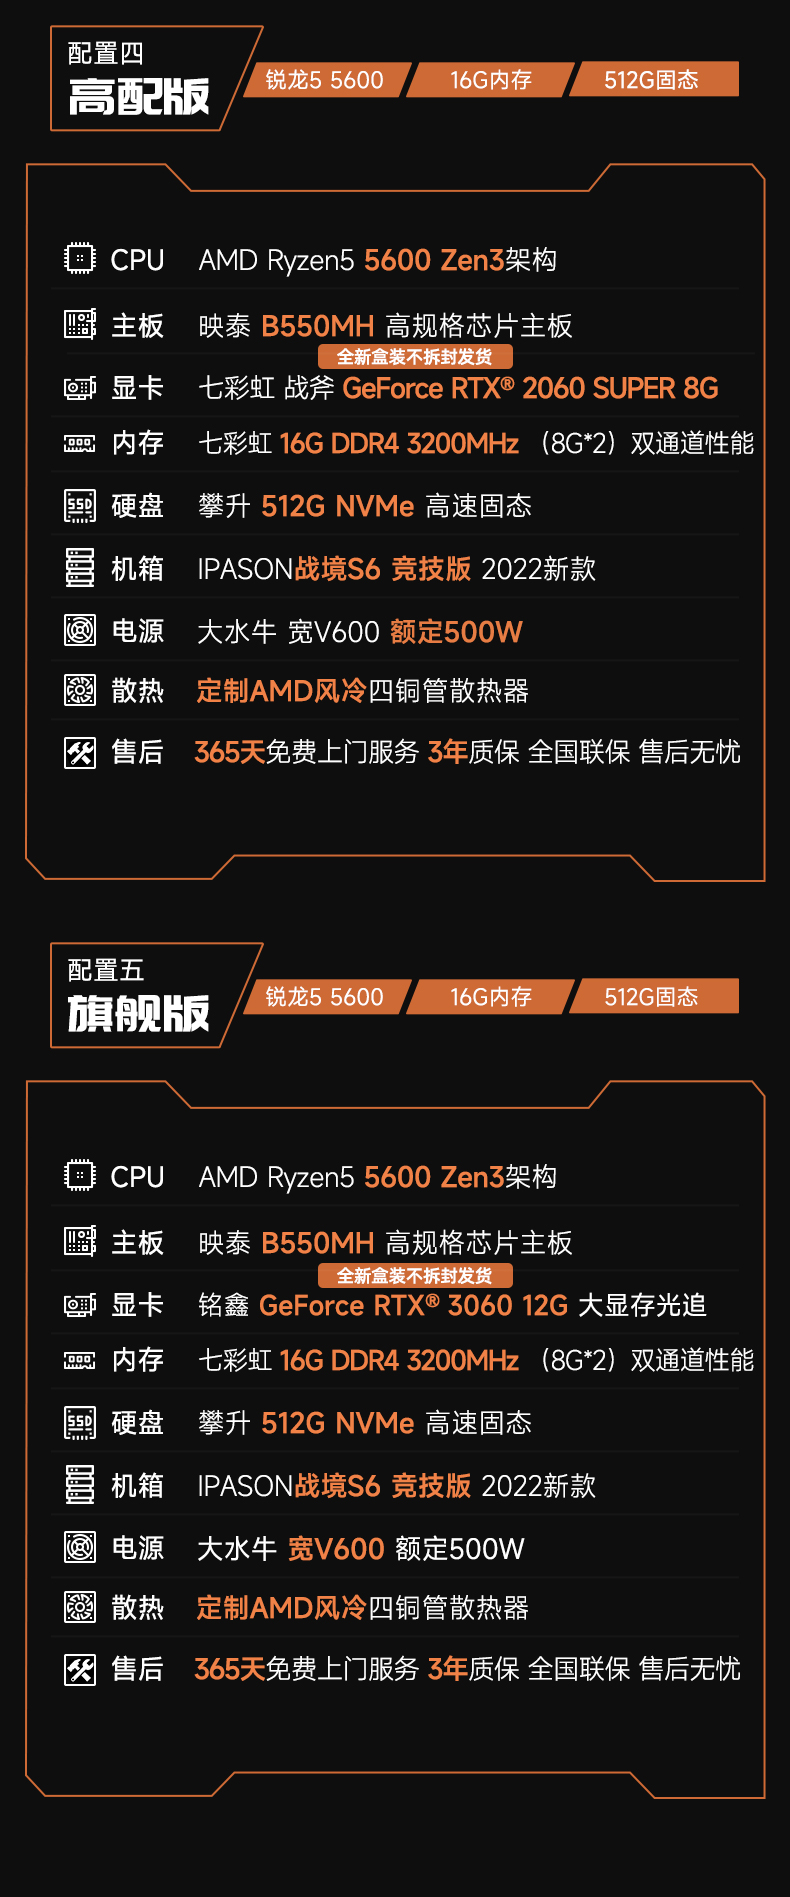 配置四
高配版
锐龙5 5600
16G内存
512G固态
CPU AMD Ryzen5 5600 Zen3架构
主板 映泰 B550MH 高规格芯片主板
全新盒装不拆封发货
显卡 七彩虹 战斧 GeForce RTX® 2060 SUPER 8G
内存 七彩虹 16G DDR4 3200MHz （8G*2）双通道性能
SSD
硬盘 攀升 512G NVMe 高速固态
机箱 IPASON战境S6 竞技版 2022新款
电源 大水牛 宽V600 额定500W
散热 定制AMD风冷四铜管散热器
售后 365天免费上门服务 3年质保 全国联保 售后无忧
配置五
旗舰版
锐龙5 5600
16G内存
512G固态
CPU AMD Ryzen5 5600 Zen3架构
主板 映泰 B550MH 高规格芯片主板
全新盒装不拆封发货
显卡 铭鑫 GeForce RTX® 3060 12G 大显存光追
内存 七彩虹 16G DDR4 3200MHz （8G*2）双通道性能
SSD
硬盘 攀升 512G NVMe 高速固态
机箱 IPASON战境S6 竞技版 2022新款
电源 大水牛 宽V600 额定500W
散热 定制AMD风冷四铜管散热器
售后 365天免费上门服务 3年质保 全国联保 售后无忧